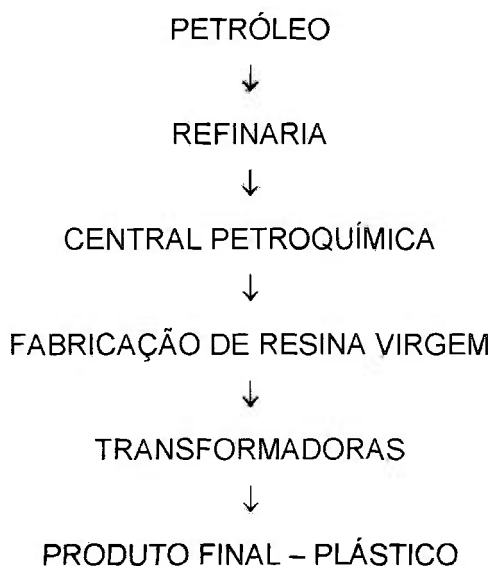 PETRÓLEO
↓
REFINARIA
↓
CENTRAL PETROQUÍMICA
↓
FABRICAÇÃO DE RESINA VIRGEM
↓
TRANSFORMADORAS
↓
PRODUTO FINAL – PLÁSTICO